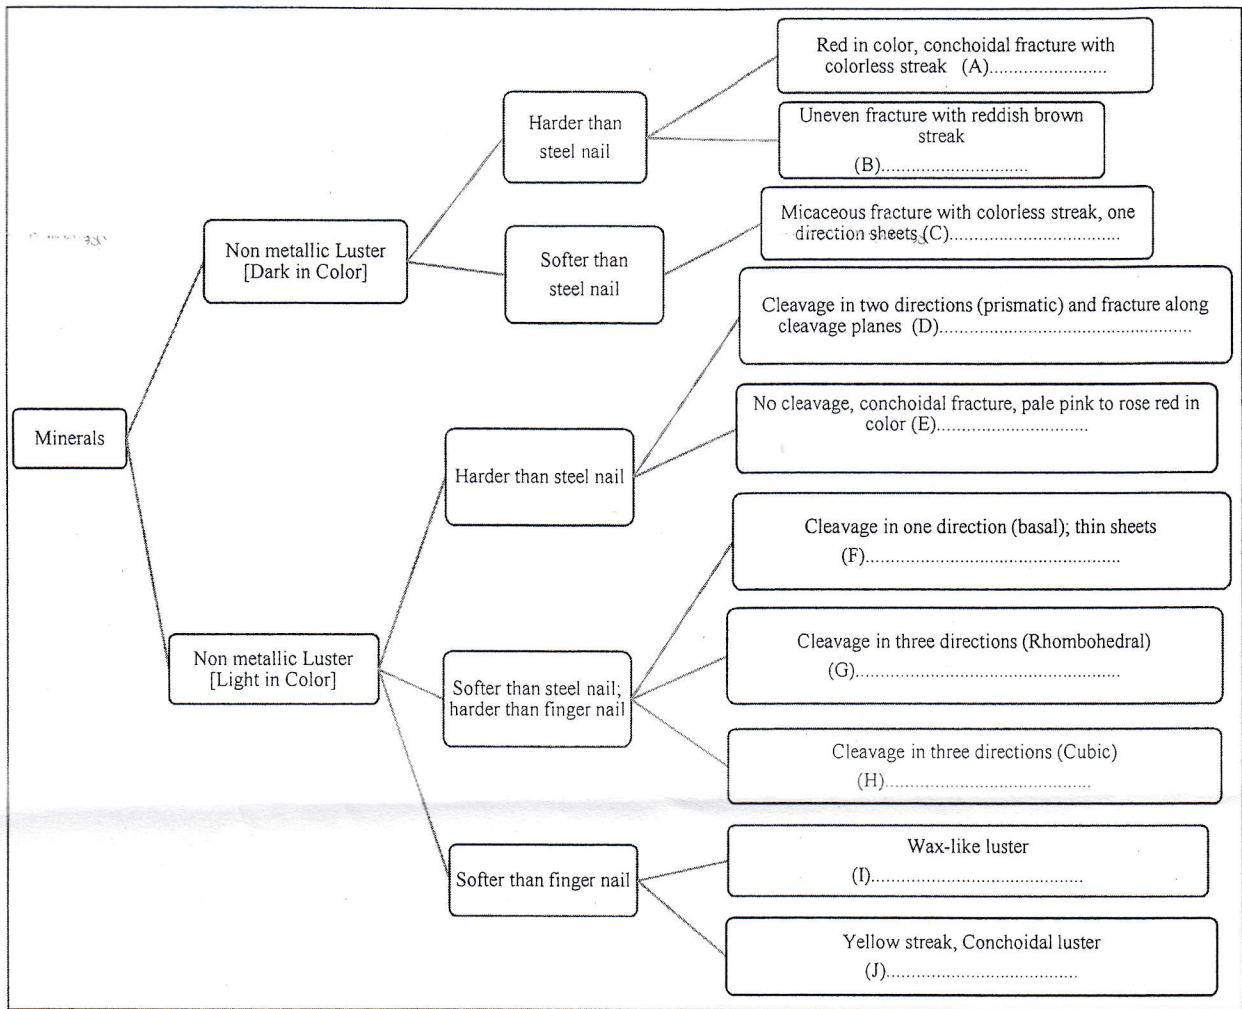 Minerals
Non metallic Luster
[Dark in Color]
Harder than
steel nail
Red in color, conchoidal fracture with
colorless streak (A)........................
Uneven fracture with reddish brown
streak
(B)..............................
Softer than
steel nail
Micaceous fracture with colorless streak, one
direction sheets (C)...................................
Non metallic Luster
[Light in Color]
Harder than steel nail
Cleavage in two directions (prismatic) and fracture along
cleavage planes (D)....................................................
Non cleavage, conchoidal fracture, pale pink to rose red in
color (E)...............................
Softer than steel nail;
harder than finger nail
Cleavage in one direction (basal); thin sheets
(F)....................................................
Cleavage in three directions (Rhombohedral)
(G)......................................................
Cleavage in three directions (Cubic)
(H)..........................................
Softer than finger nail
Wax-like luster
(I)...........................................
Yellow streak, Conchoidal luster
(J).......................................